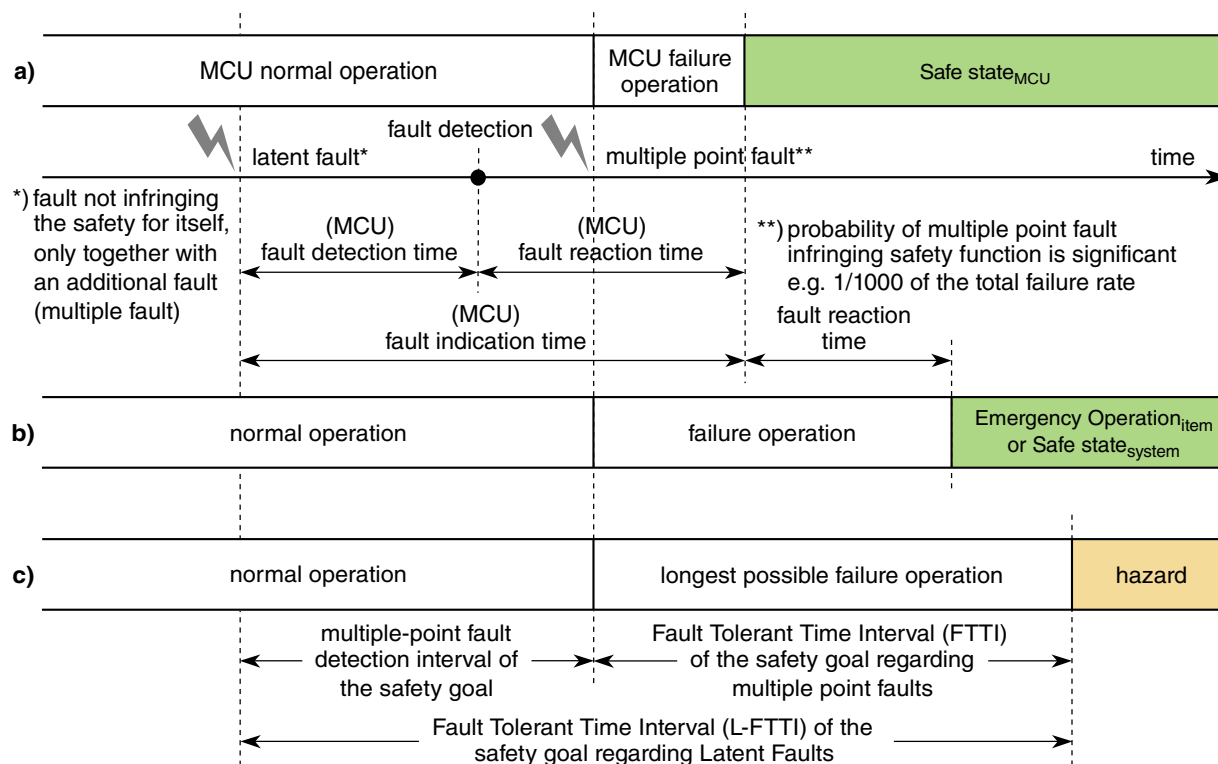 a)
MCU normal operation
MCU failure
operation
Safe stateMCU
fault detection
latent fault*
multiple point fault**
time
*) fault not infringing
the safety for itself,
only together with
an additional fault
(multiple fault)
(MCU)
fault detection time
(MCU)
fault reaction time
**) probability of multiple point fault
infringing safety function is significant
e.g. 1/1000 of the total failure rate
(MCU)
fault indication time
fault reaction
time
b)
normal operation
failure operation
Emergency Operationitem
or Safe statesystem
c)
normal operation
longest possible failure operation
hazard
multiple-point fault
detection interval of
the safety goal
Fault Tolerant Time Interval (FTTI)
of the safety goal regarding
multiple point faults
Fault Tolerant Time Interval (L-FTTI) of the
safety goal regarding Latent Faults